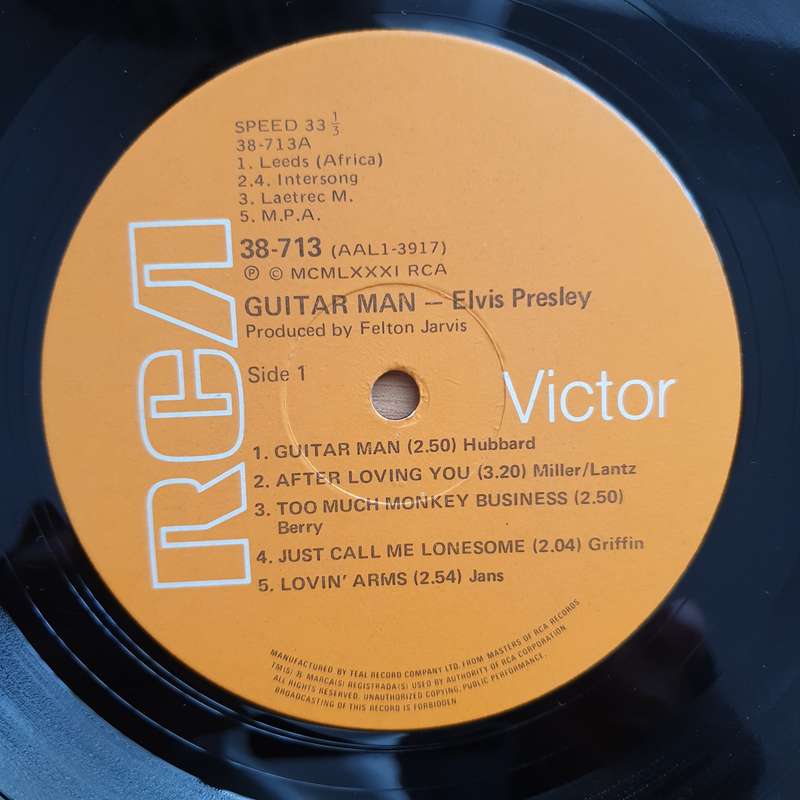 SPEED 33 1/3
38-713A
1. Leeds (Africa)
2.4. Intersong
3. Laetrec M.
5. M.P.A.
38-713 (AAL1-3917)
Ⓟ © MCMLXXXI RCA
GUITAR MAN – Elvis Presley
Produced by Felton Jarvis
Side 1
RCA
Victor
1. GUITAR MAN (2.50) Hubbard
2. AFTER LOVING YOU (3.20) Miller/Lantz
3. TOO MUCH MONKEY BUSINESS (2.50)
Berry
4. JUST CALL ME LONESOME (2.04) Griffin
5. LOVIN' ARMS (2.54) Jans
MANUFACTURED BY TEAL RECORD COMPANY LTD. FROM MASTERS OF RCA RECORDS
TM(S) ® MARCA(S) REGISTRADA(S) USED BY AUTHORITY OF RCA CORPORATION
ALL RIGHTS RESERVED. UNAUTHORIZED COPYING, PUBLIC PERFORMANCE,
BROADCASTING OF THIS RECORD IS FORBIDDEN